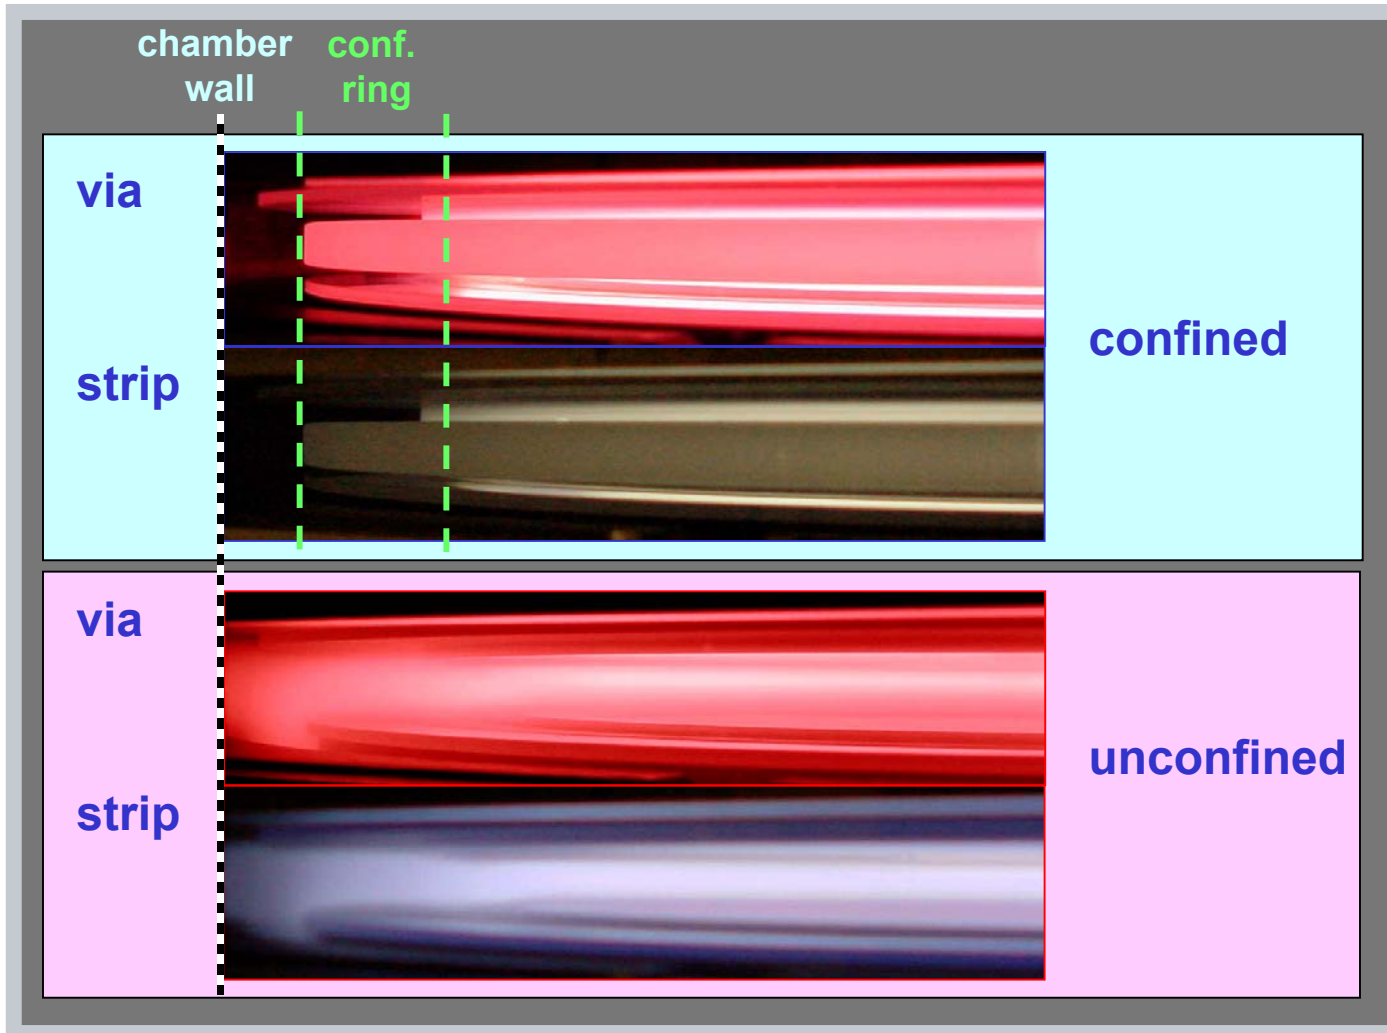 chamber
wall
conf.
ring
via
strip
confined
via
strip
unconfined